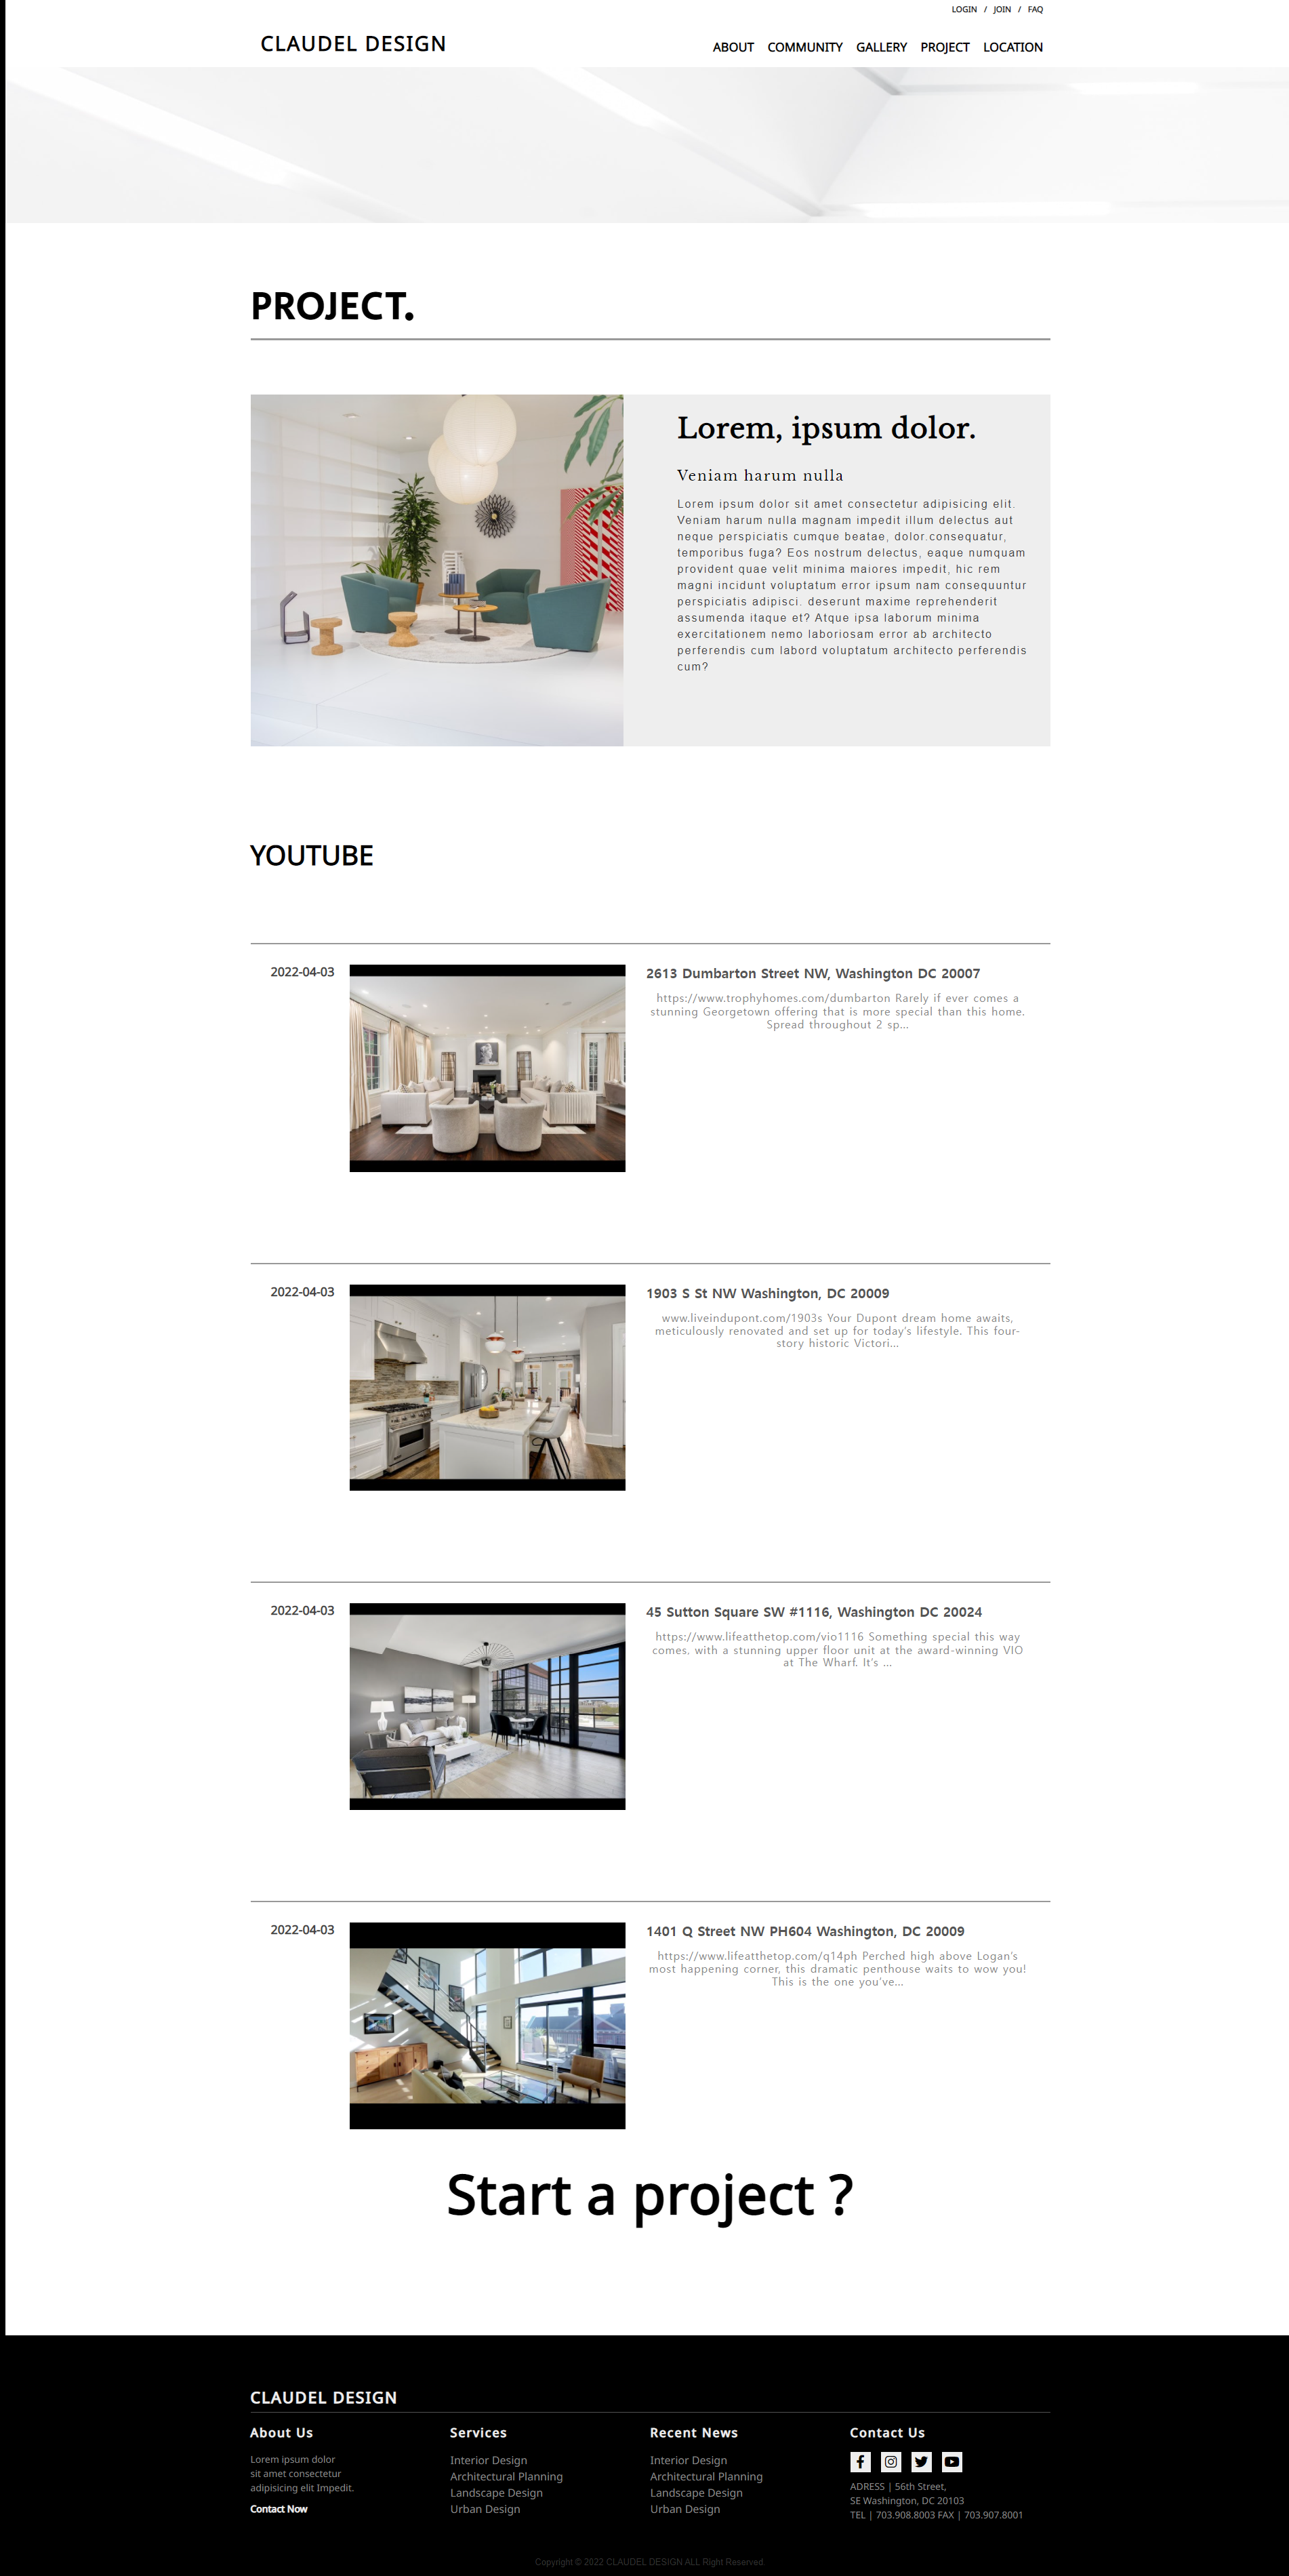 LOGIN / JOIN / FAQ
CLAUDEL DESIGN
ABOUT COMMUNITY GALLERY PROJECT LOCATION
PROJECT.
Lorem, ipsum dolor.
Veniam harum nulla
Lorem ipsum dolor sit amet consectetur adipisicing elit.
Veniam harum nulla magnam impedit illum delectus aut
neque perspiciatis cumque beatae, dolor.consequatur,
temporibus fuga? Eos nostrum delectus, eaque numquam
provident quae velit minima maiores impedit, hic rem
magni incidunt voluptatum error ipsum nam consequuntur
perspiciatis adipisci. deserunt maxime reprehenderit
assumenda itaque et? Atque ipsa laborum minima
exercitationem nemo laboriosam error ab architecto
perferendis cum labord voluptatum architecto perferendis
cum?
YOUTUBE
2022-04-03
2613 Dumbarton Street NW, Washington DC 20007
https://www.trophyhomes.com/dumbarton Rarely if ever comes a
stunning Georgetown offering that is more special than this home.
Spread throughout 2 sp...
2022-04-03
1903 S St NW Washington, DC 20009
www.liveindupont.com/1903s Your Dupont dream home awaits,
meticulously renovated and set up for today's lifestyle. This four-
story historic Victori...
2022-04-03
45 Sutton Square SW #1116, Washington DC 20024
https://www.lifeatthetop.com/vio1116 Something special this way
comes, with a stunning upper floor unit at the award-winning VIO
at The Wharf. It's ...
2022-04-03
1401 Q Street NW PH604 Washington, DC 20009
https://www.lifeatthetop.com/q14ph Perched high above Logan's
most happening corner, this dramatic penthouse waits to wow you!
This is the one you've...
Start a project ?
CLAUDEL DESIGN
About Us
Lorem ipsum dolor
sit amet consectetur
adipisicing elit Impedit.
Contact Now
Services
Interior Design
Architectural Planning
Landscape Design
Urban Design
Recent News
Interior Design
Architectural Planning
Landscape Design
Urban Design
Contact Us
ADRESS | 56th Street,
SE Washington, DC 20103
TEL | 703.908.8003 FAX | 703.907.8001
Copyright © 2022 CLAUDEL DESIGN ALL Right Reserved.